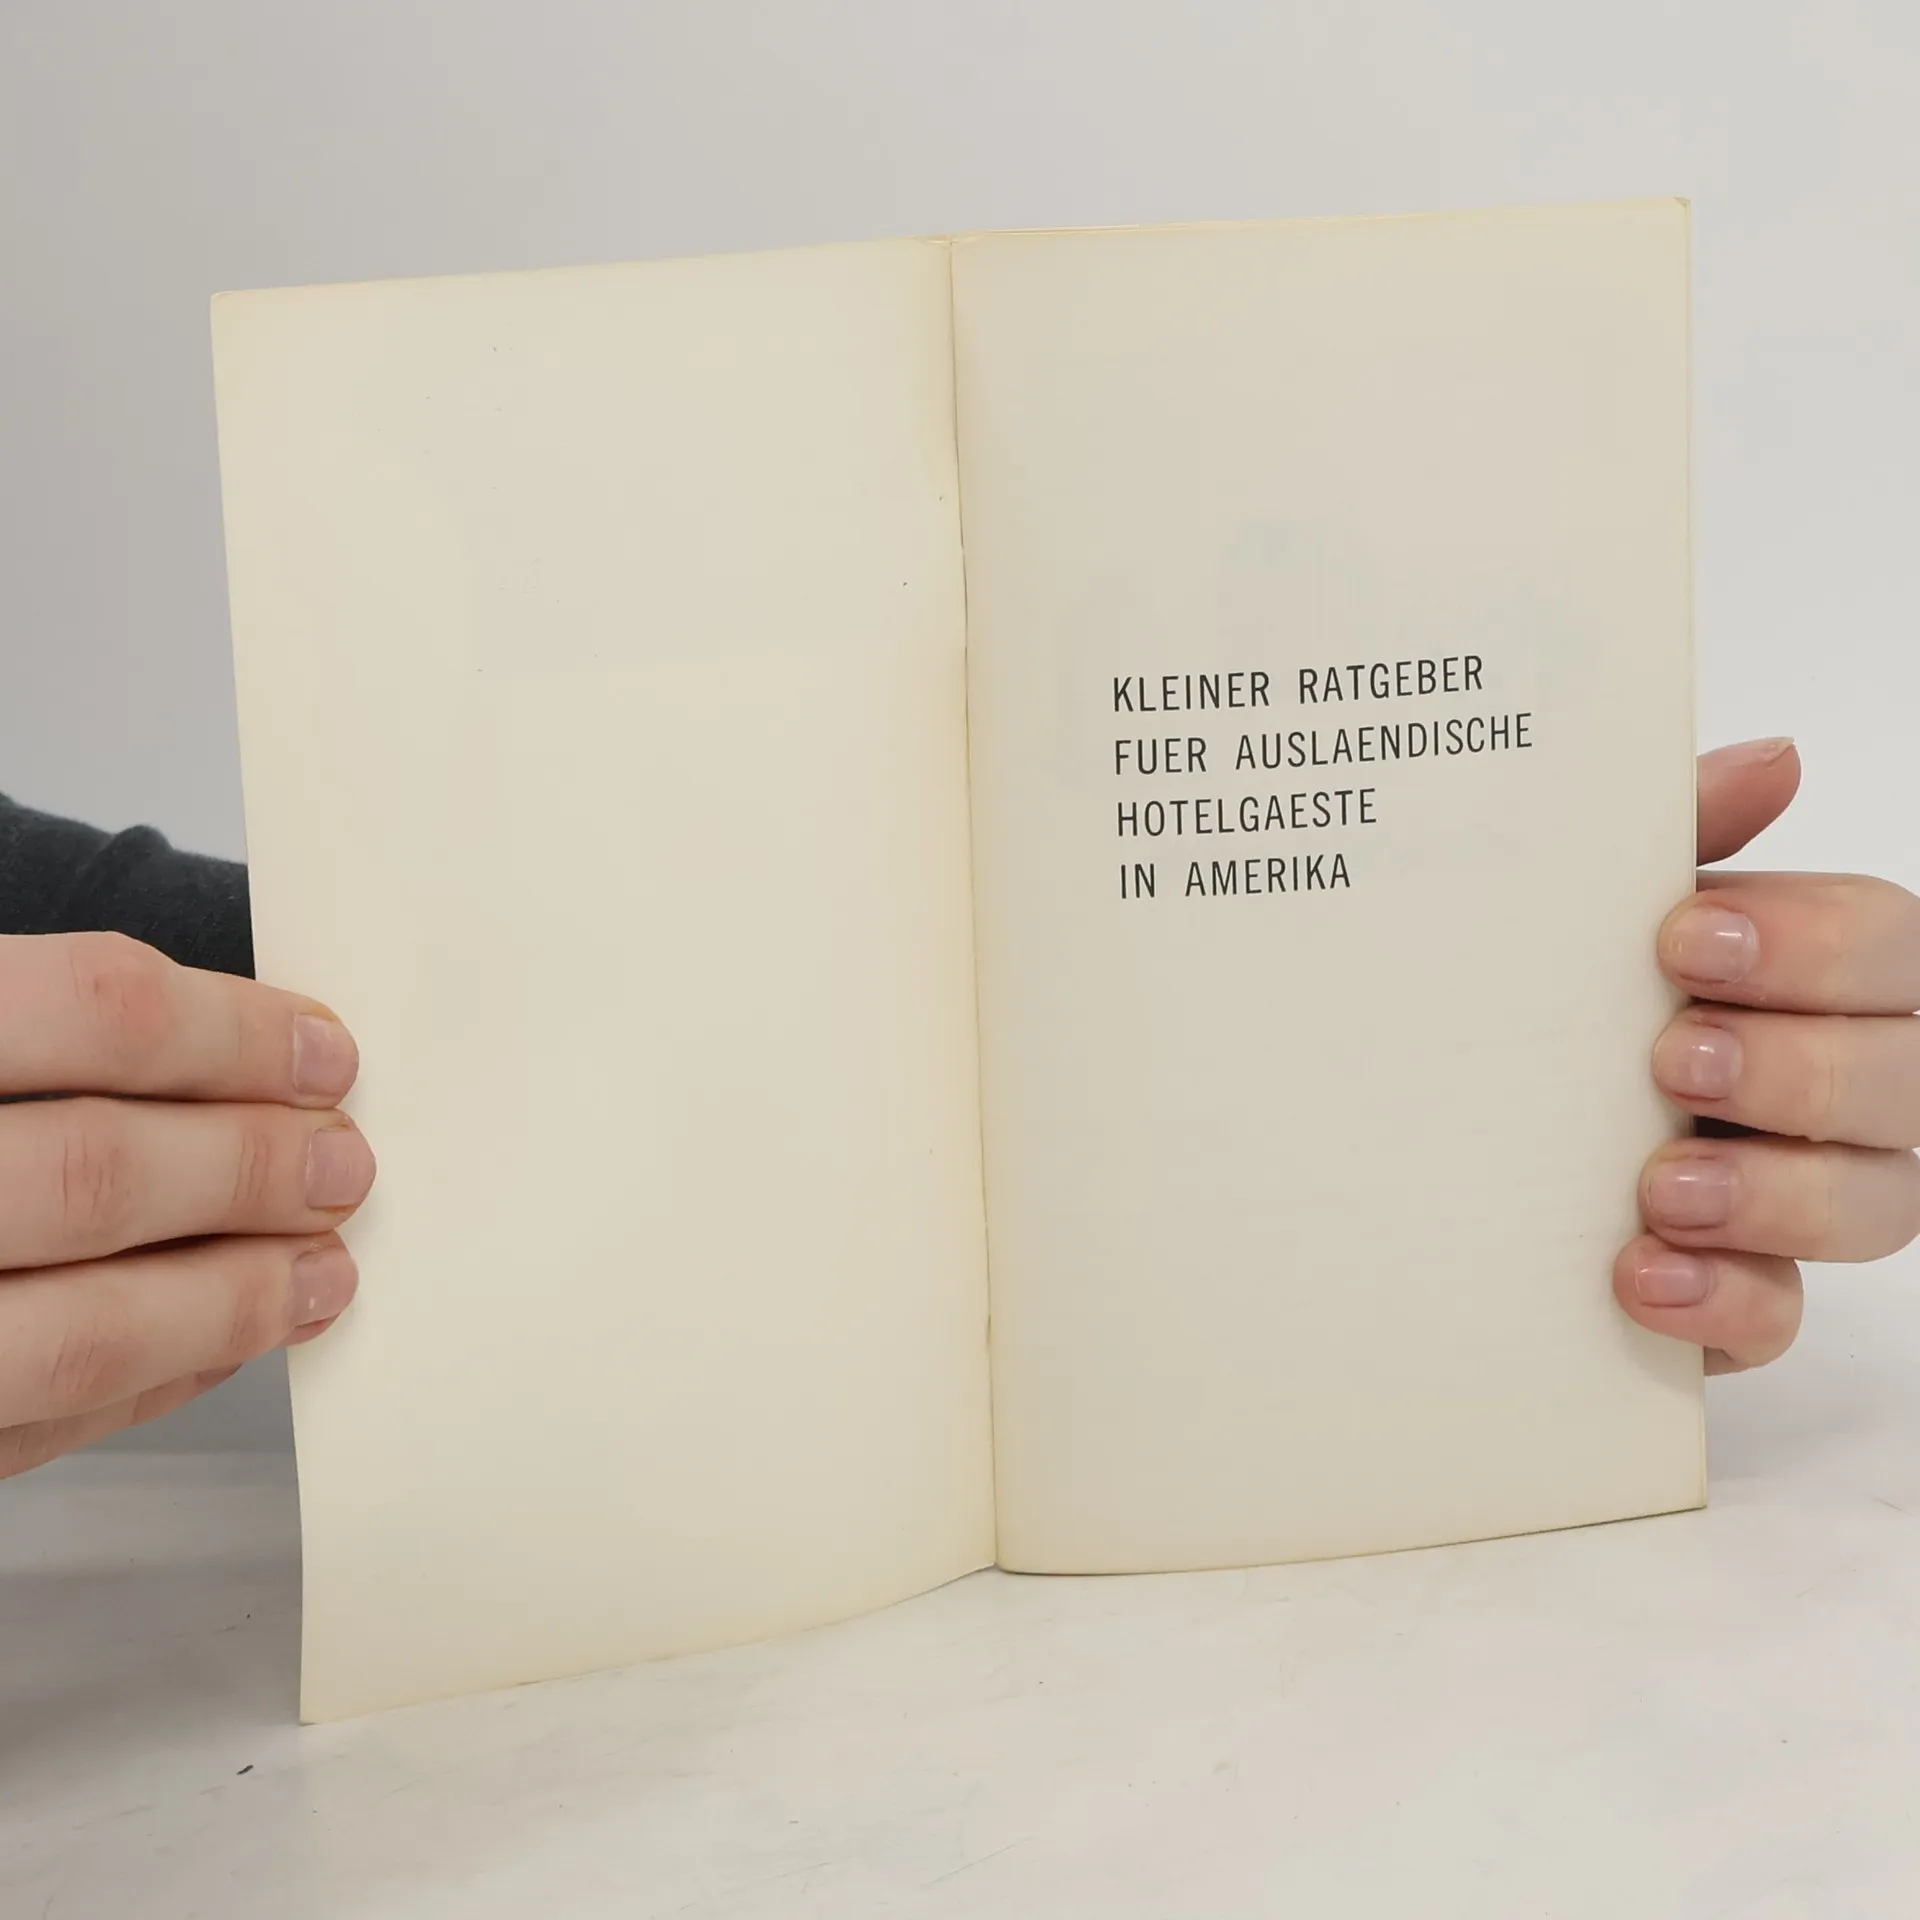 KLEINER RATGEBER
FUER AUSLAENDISCHE
HOTELGAESTE
IN AMERIKA